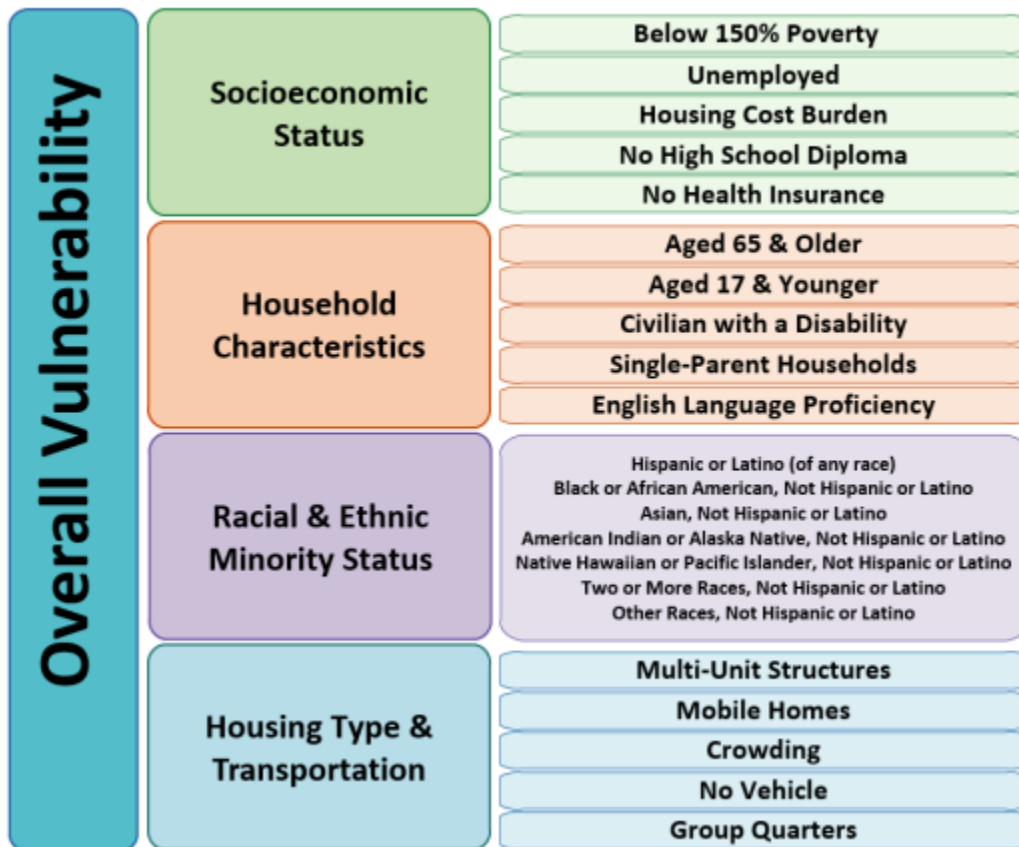 Overall Vulnerability
Socioeconomic
Status
Below 150% Poverty
Unemployed
Housing Cost Burden
No High School Diploma
No Health Insurance
Household
Characteristics
Aged 65 & Older
Aged 17 & Younger
Civilian with a Disability
Single-Parent Households
English Language Proficiency
Racial & Ethnic
Minority Status
Hispanic or Latino (of any race)
Black or African American, Not Hispanic or Latino
Asian, Not Hispanic or Latino
American Indian or Alaska Native, Not Hispanic or Latino
Native Hawaiian or Pacific Islander, Not Hispanic or Latino
Two or More Races, Not Hispanic or Latino
Other Races, Not Hispanic or Latino
Housing Type &
Transportation
Multi-Unit Structures
Mobile Homes
Crowding
No Vehicle
Group Quarters